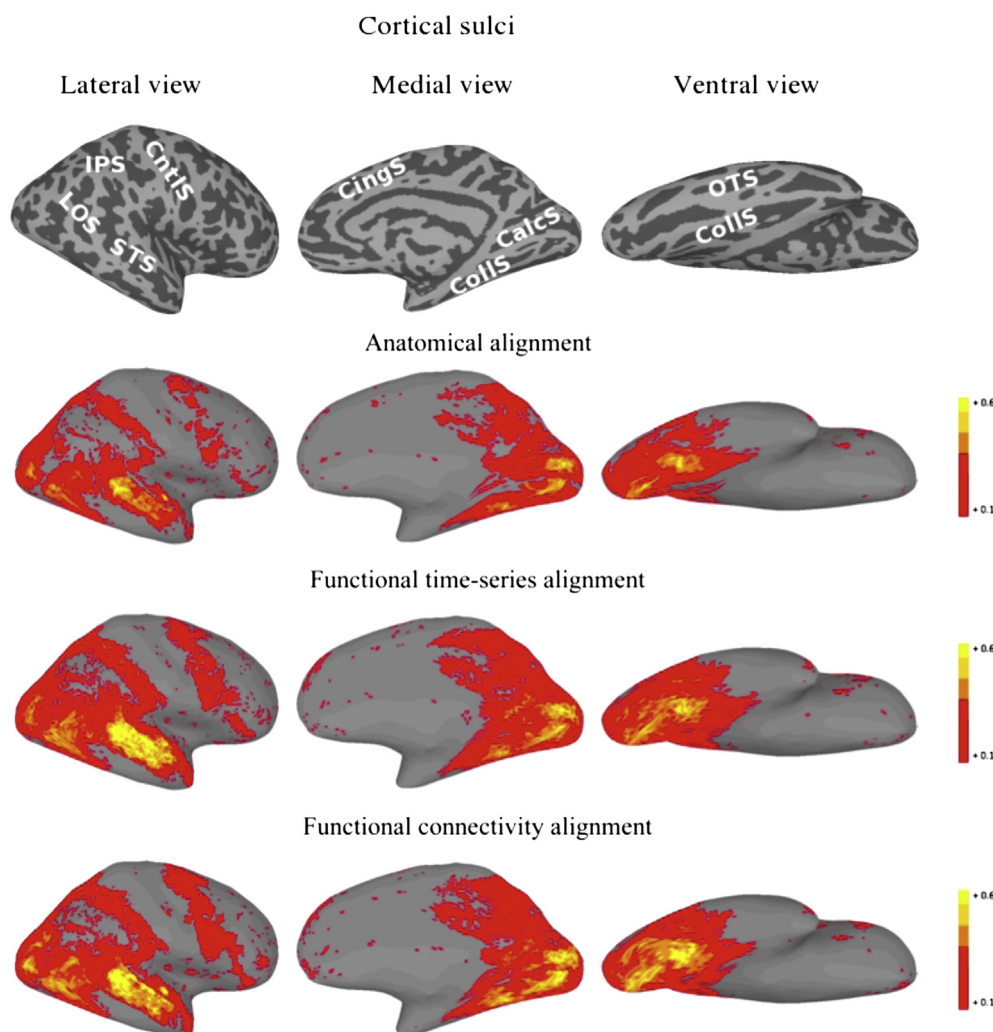 Cortical sulci
Lateral view
Medial view
Ventral view
IPS
CntlS
LOS
STS
CingS
CalcS
CollS
OTS
CollS
Anatomical alignment
+ 0.6
+ 0.1
Functional time-series alignment
+ 0.6
+ 0.1
Functional connectivity alignment
+ 0.6
+ 0.1